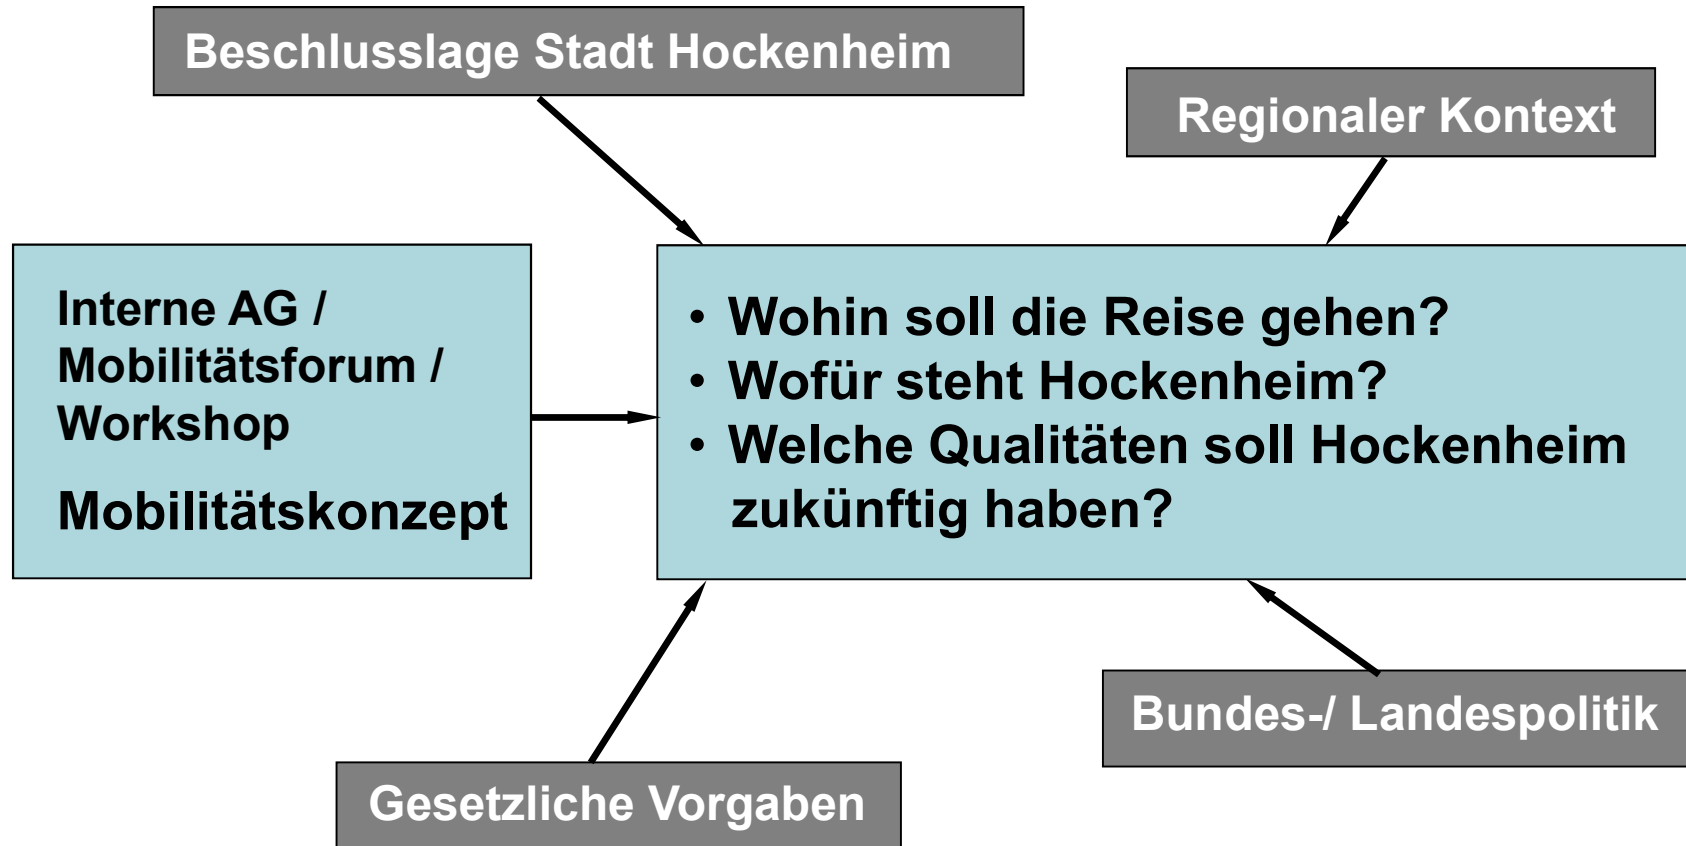 Beschlusslage Stadt Hockenheim
Regionaler Kontext
Interne AG /
Mobilitätsforum /
Workshop
Mobilitätskonzept
• Wohin soll die Reise gehen?
• Wofür steht Hockenheim?
• Welche Qualitäten soll Hockenheim
zukünftig haben?
Bundes-/ Landespolitik
Gesetzliche Vorgaben